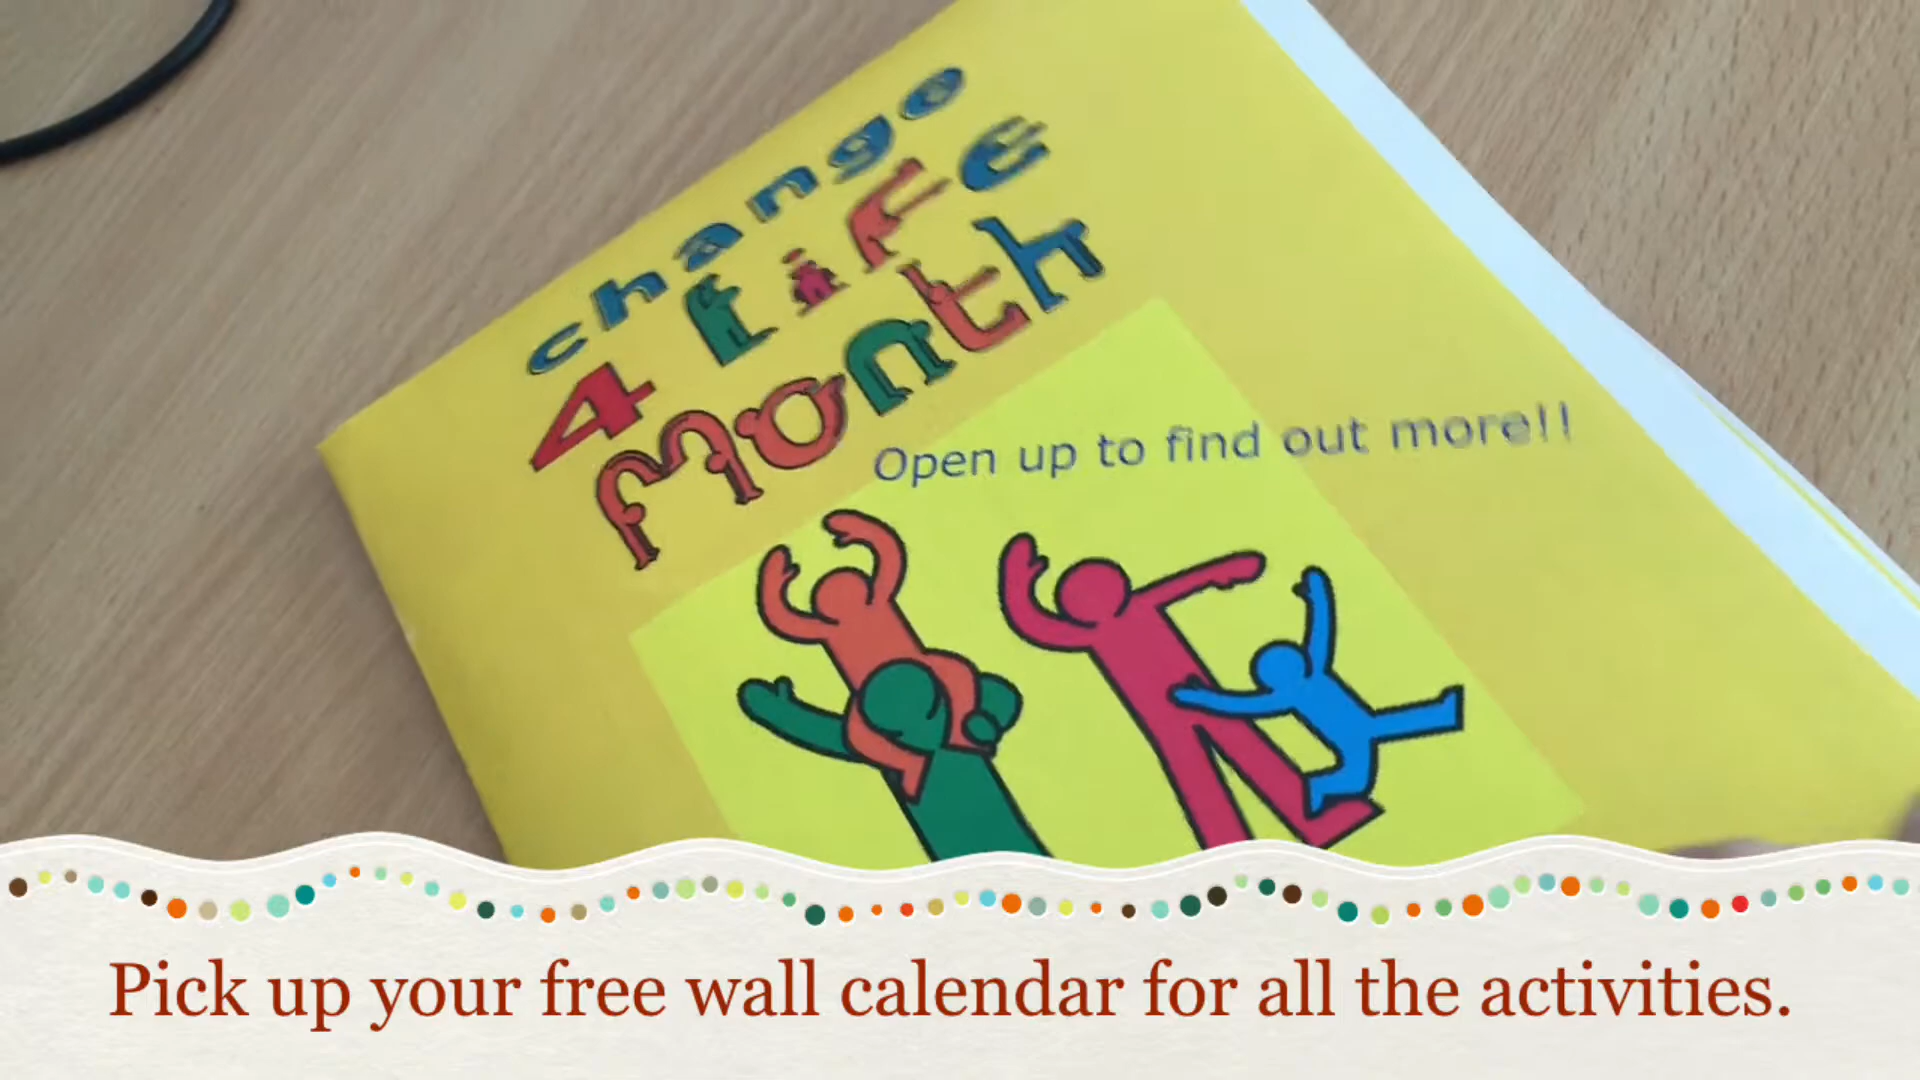 change
4 LiFe
Month
Open up to find out more!!
Pick up your free wall calendar for all the activities.